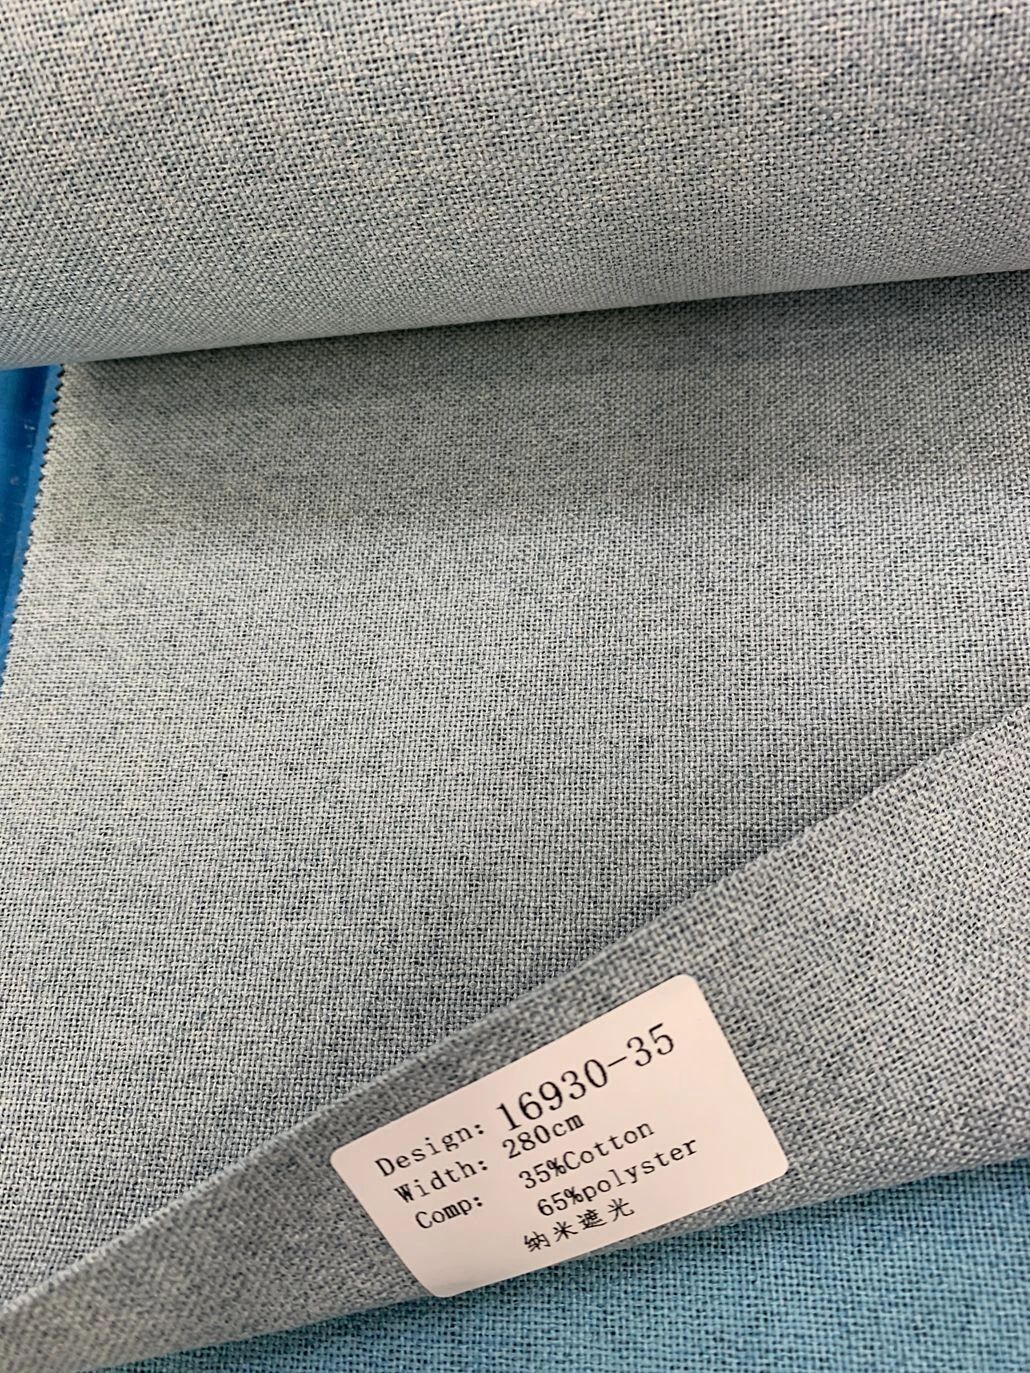 Design: 16930-35
Width: 280cm
Comp: 35%Cotton
65%polyster
纳米遮光